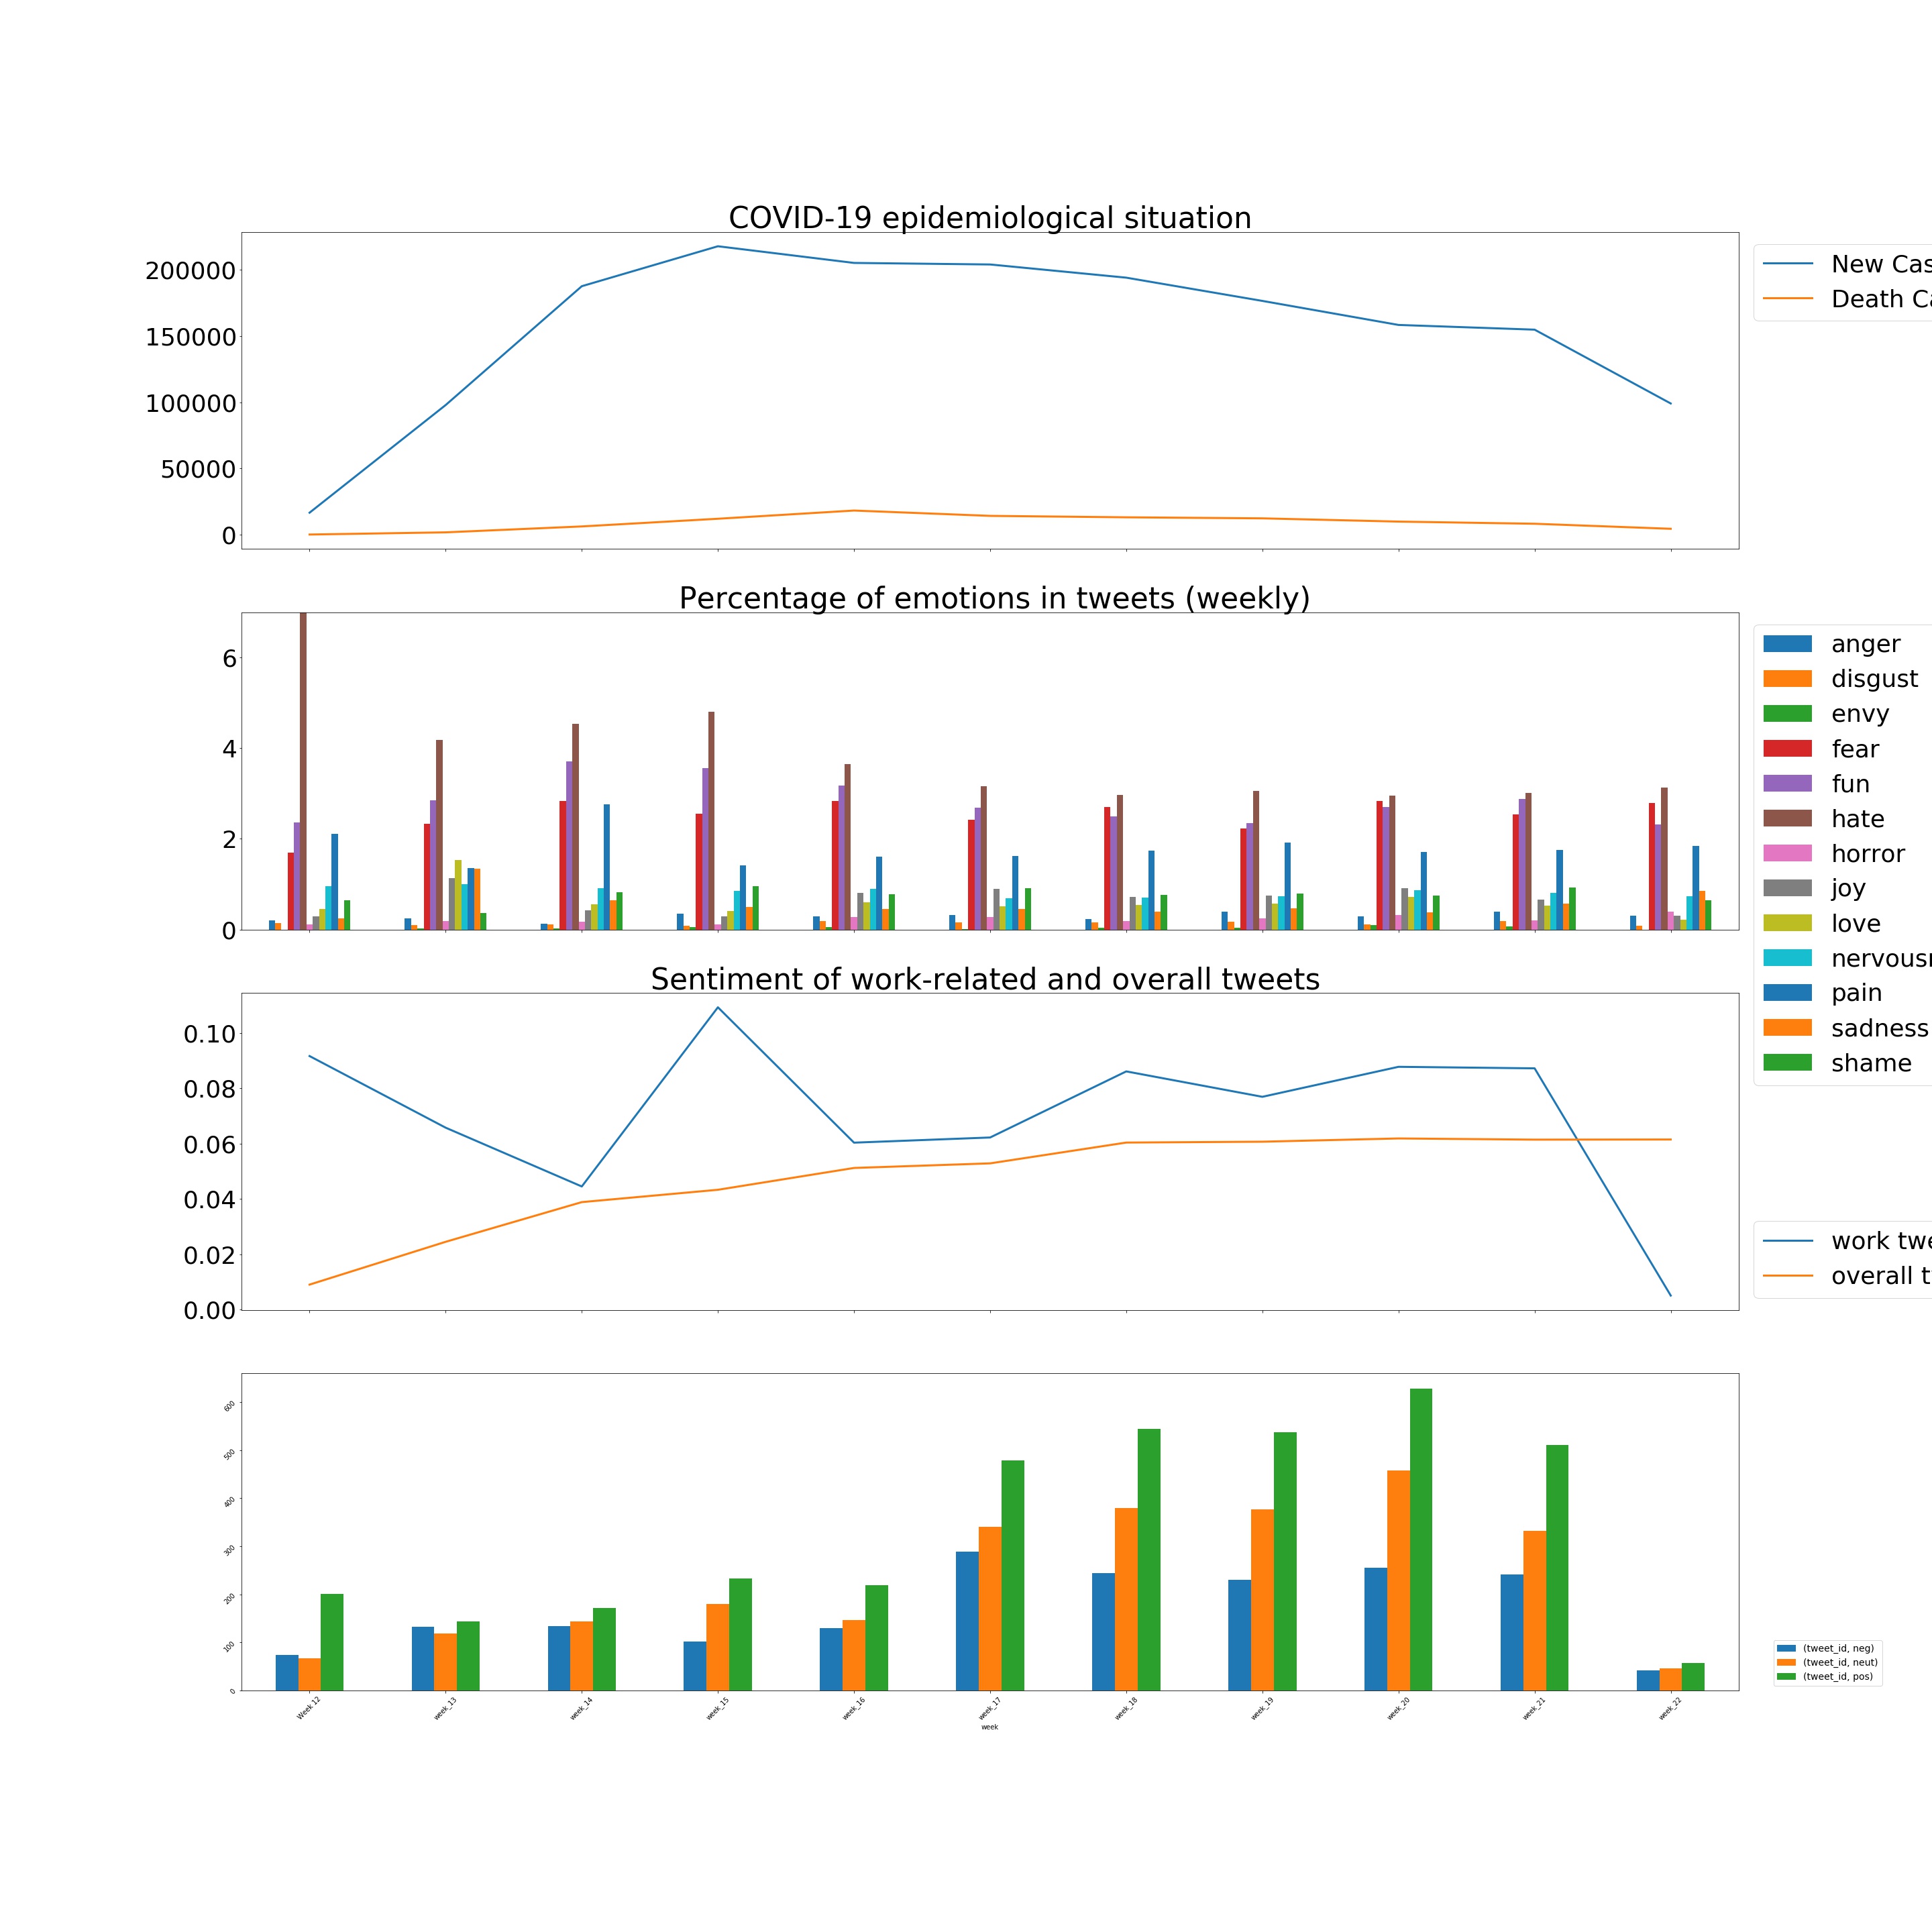 COVID-19 epidemiological situation
200000
150000
100000
50000
0
New Cas
Death Ca
Percentage of emotions in tweets (weekly)
6
4
2
0
anger
disgust
envy
fear
fun
hate
horror
joy
love
nervous
pain
sadness
shame
Sentiment of work-related and overall tweets
0.10
0.08
0.06
0.04
0.02
0.00
work twe
overall t
600
500
400
300
200
100
0
(tweet_id, neg)
(tweet_id, neut)
(tweet_id, pos)
Week 12
week_13
week_14
week_15
week_16
week_17
week_18
week_19
week_20
week_21
week_22
week